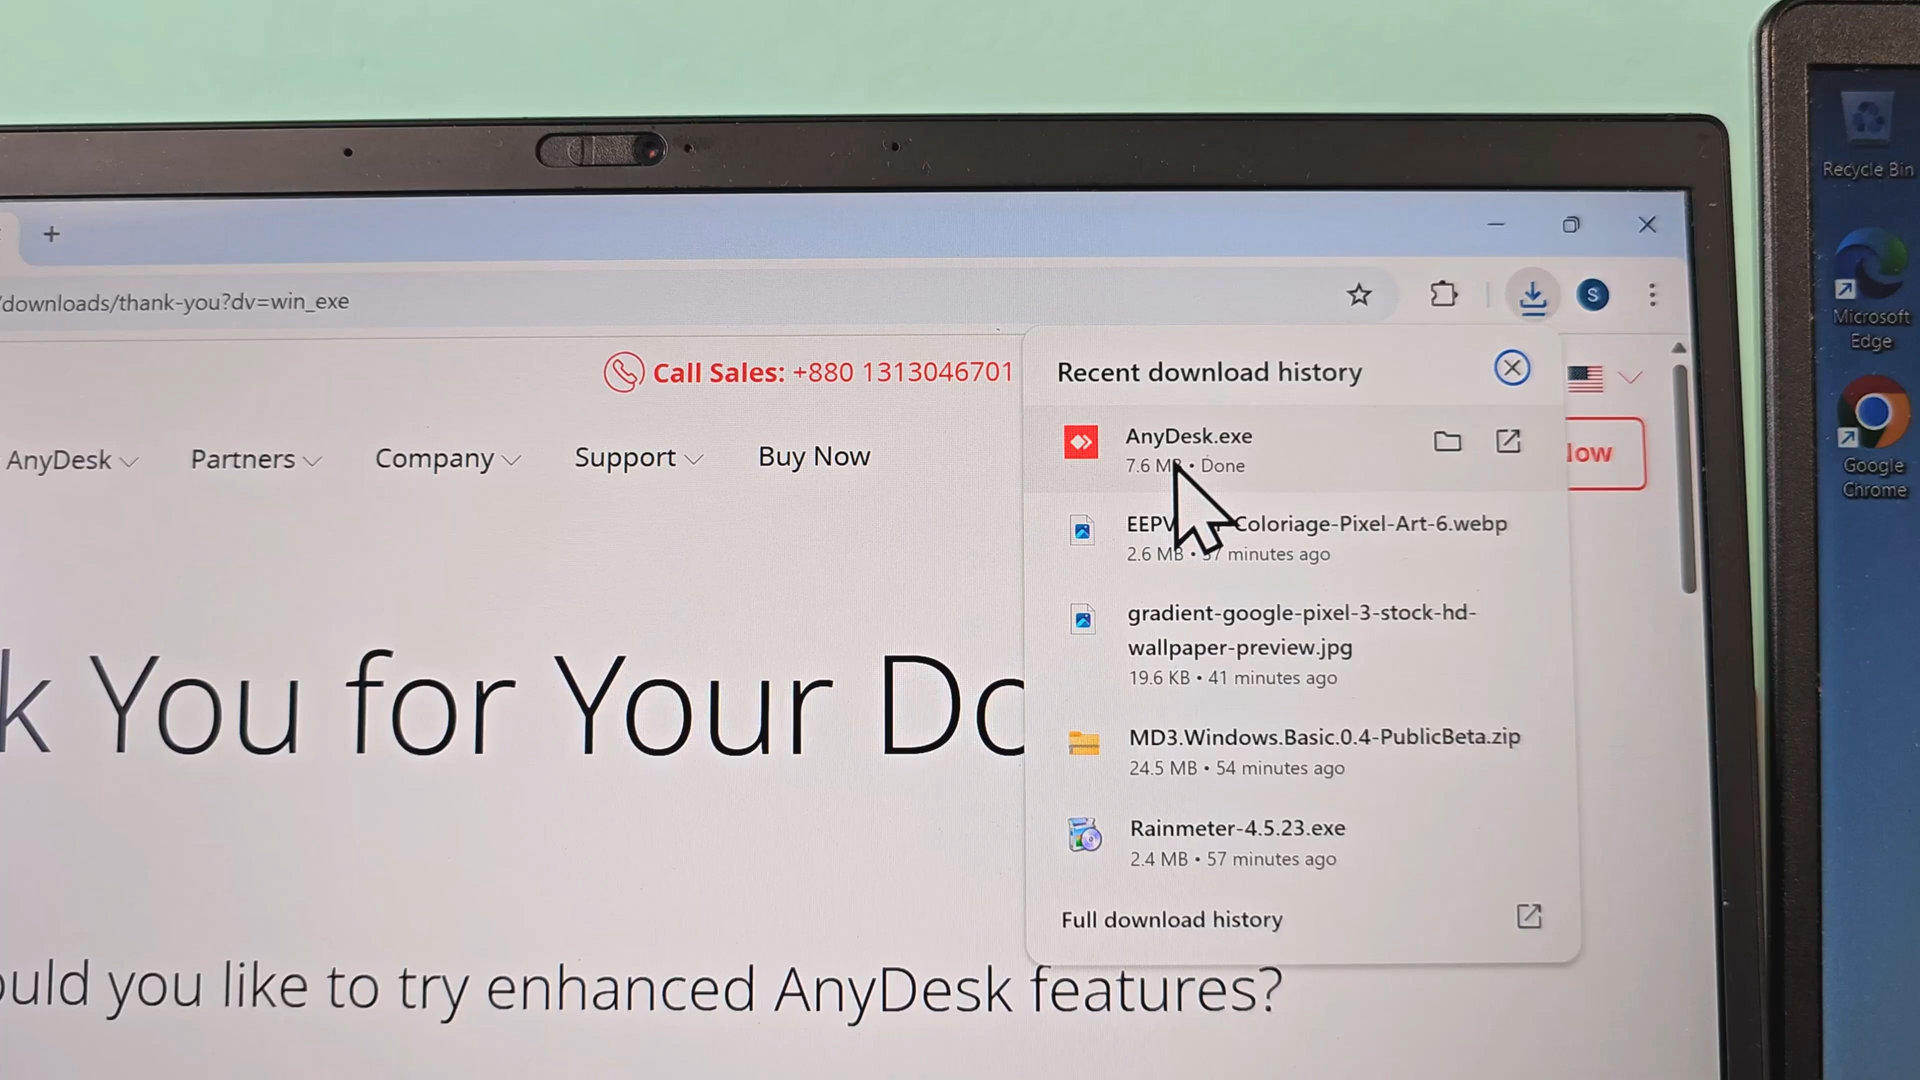 /downloads/thank-you?dv=win_exe
S
Call Sales: +880 1313046701
AnyDesk
Partners
Company
Support
Buy Now
k You for Your Do
ould you like to try enhanced AnyDesk features?
Recent download history
AnyDesk.exe
7.6 MB • Done
EEPV Coloriage-Pixel-Art-6.webp
2.6 MB • 37 minutes ago
gradient-google-pixel-3-stock-hd-
wallpaper-preview.jpg
19.6 KB • 41 minutes ago
MD3.Windows.Basic.0.4-PublicBeta.zip
24.5 MB • 54 minutes ago
Rainmeter-4.5.23.exe
2.4 MB • 57 minutes ago
Full download history
low
Recycle Bin
Microsoft
Edge
Google
Chrome